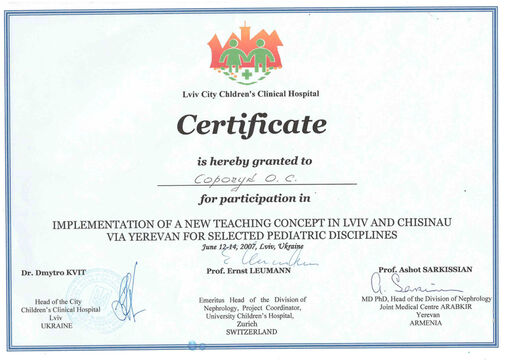 Lviv City Chldren's Clinical Hospital
Certificate
is hereby granted to
О. С.
for participation in
IMPLEMENTATION OF A NEW TEACHING CONCEPT IN LVIV AND CHISINAU
VIA YEREVAN FOR SELECTED PEDIATRIC DISCIPLINES
June 12-14, 2007, Lviv, Ukraine
Dr. Dmytro KVIT
Head of the City
Children's Clinical Hospital
Lviv
UKRAINE
Prof. Ernst LEUMANN
Emeritus Head of the Division of
Nephrology, Project Coordinator,
University Children's Hospital,
Zurich
SWITZERLAND
Prof. Ashot SARKISSIAN
MD PhD, Head of the Division of Nephrology
Joint Medical Centre ARABKIR
Yerevan
ARMENIA